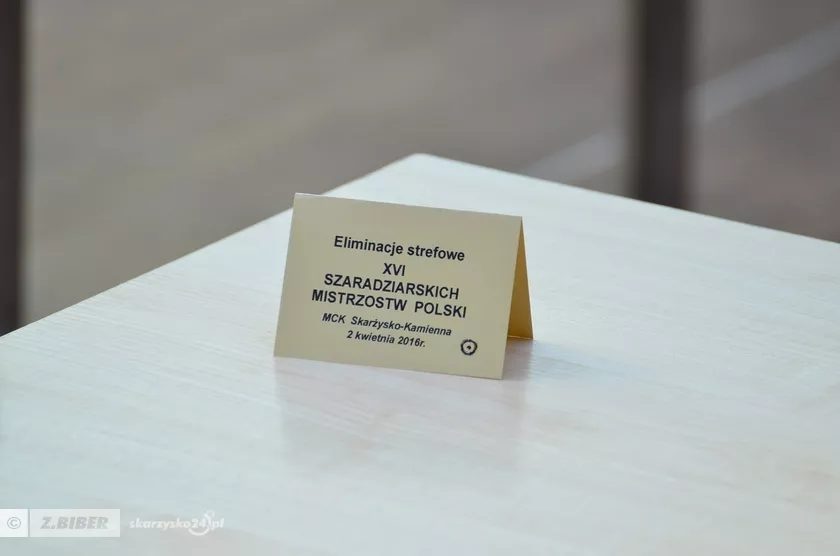 Eliminacje strefowe
XVI
SZARADZIARSKICH
MISTRZOSTW POLSKI
MCK Skarżysko-Kamienna
2 kwietnia 2016r.
© Z.BIBER skarzysko24.pl